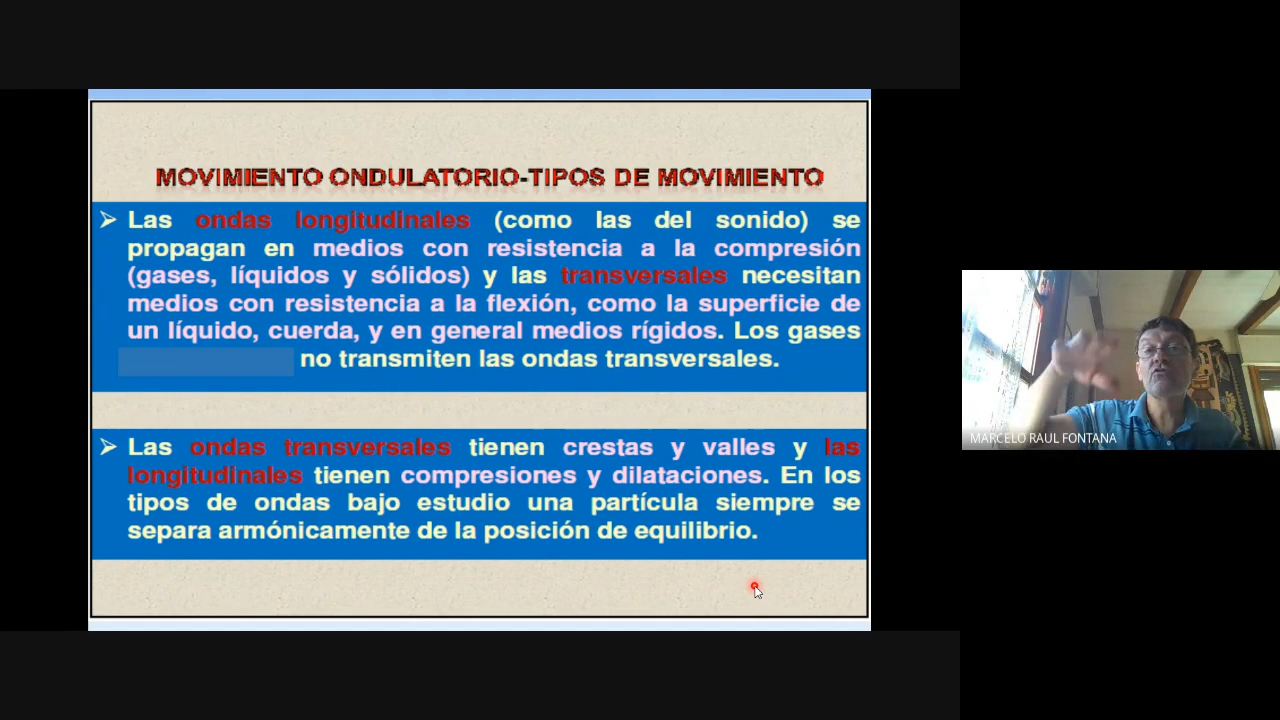 MOVIMIENTO ONDULATORIO-TIPOS DE MOVIMIENTO
➢ Las ondas longitudinales (como las del sonido) se
propagan en medios con resistencia a la compresión
(gases, líquidos y sólidos) y las transversales necesitan
medios con resistencia a la flexión, como la superficie de
un líquido, cuerda, y en general medios rígidos. Los gases
no transmiten las ondas transversales.
➢ Las ondas transversales tienen crestas y valles y las
longitudinales tienen compresiones y dilataciones. En los
tipos de ondas bajo estudio una partícula siempre se
separa armónicamente de la posición de equilibrio.
MARCELO RAUL FONTANA